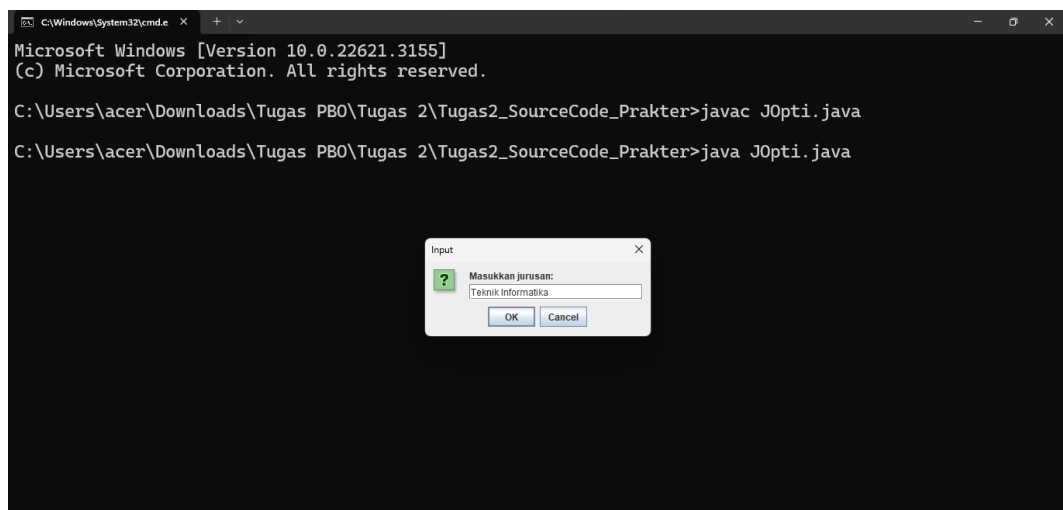 C:\Windows\System32\cmd.e
Microsoft Windows [Version 10.0.22621.3155]
(c) Microsoft Corporation. All rights reserved.
C:\Users\acer\Downloads\Tugas PBO\Tugas 2\Tugas2_SourceCode_Prakter>javac JOpti.java
C:\Users\acer\Downloads\Tugas PBO\Tugas 2\Tugas2_SourceCode_Prakter>java JOpti.java
Input
Masukkan jurusan:
Teknik Informatika
OK Cancel